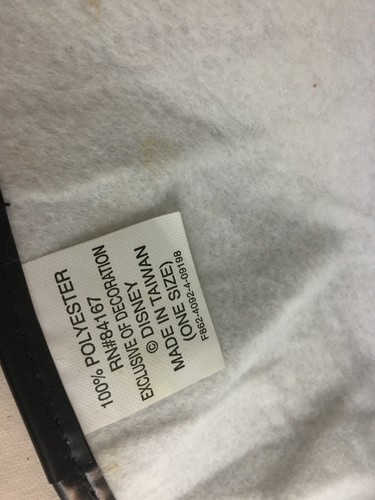 100% POLYESTER
RN#84167
EXCLUSIVE OF DECORATION
© DISNEY
MADE IN TAIWAN
(ONE SIZE)
F862-4092-4-09198